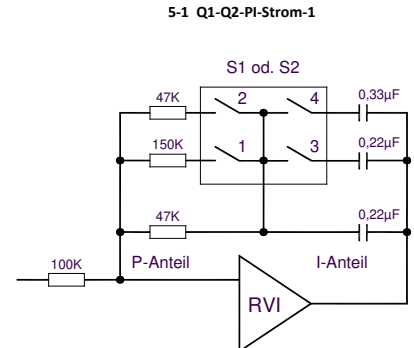 5-1 Q1-Q2-PI-Strom-1
S1 od. S2
47K 2 4 0,33µF
150K 1 3 0,22µF
47K 0,22µF
100K P-Anteil I-Anteil
RVI